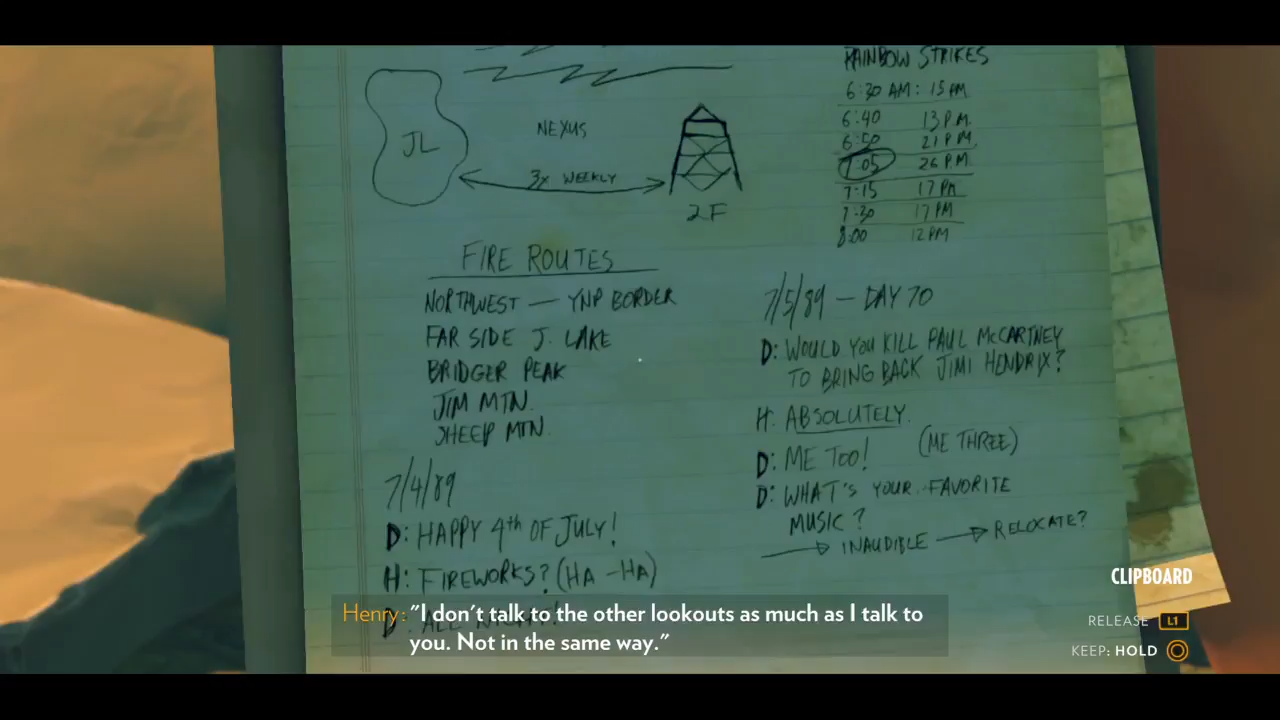 RAINBOW STRIKES
6:30 AM: 15 PM
6:40 13 P.M.
6:50 21 P.M.
7:05 26 P.M.
7:15 17 PM
7:30 17 PM
8:00 12 PM
JL
NEXUS
3x WEEKLY
2F
FIRE ROUTES
NORTHWEST — YNP BORDER
FAR SIDE J. LAKE
BRIDGER PEAK
JIM MTN.
SHEEP MTN.
7/4/89
D: HAPPY 4th OF JULY!
H: FIREWORKS? (HA-HA)
D: ALL NIGHT!
7/5/89 — DAY 70
D: WOULD YOU KILL PAUL McCARTNEY
TO BRING BACK JIMI HENDRIX?
H: ABSOLUTELY.
D: ME TOO! (ME THREE)
D: WHAT'S YOUR FAVORITE
MUSIC?
→ INAUDIBLE → RELOCATE?
Henry: "I don't talk to the other lookouts as much as I talk to
you. Not in the same way."
CLIPBOARD
RELEASE L1
KEEP: HOLD